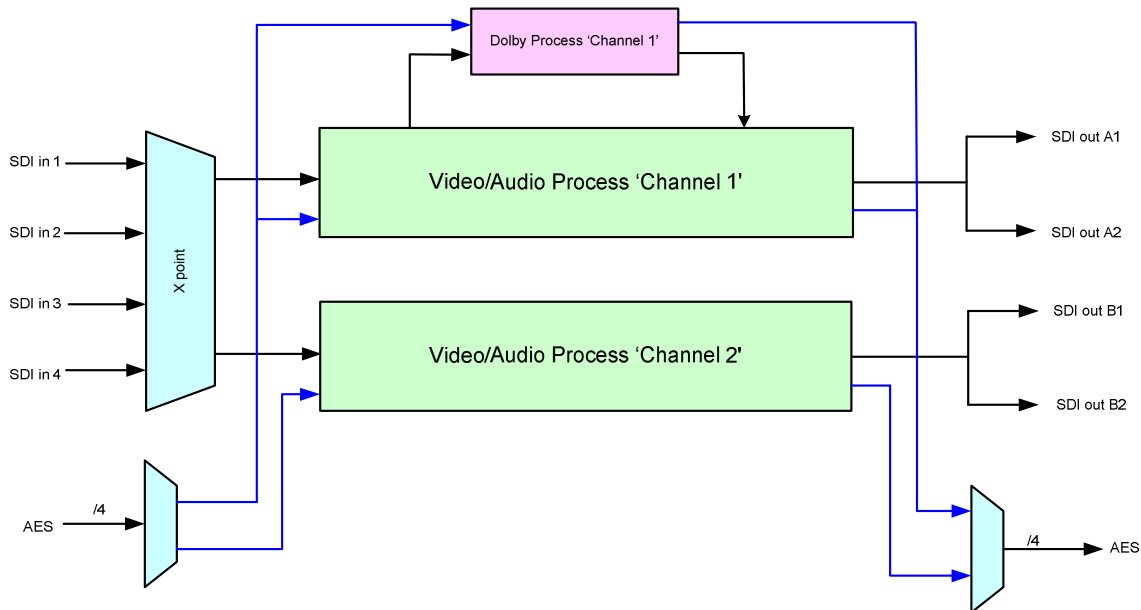 Dolby Process ‘Channel 1’
SDI in 1
SDI in 2
SDI in 3
SDI in 4
X point
Video/Audio Process ‘Channel 1'
Video/Audio Process ‘Channel 2'
SDI out A1
SDI out A2
SDI out B1
SDI out B2
AES
/4
/4
AES